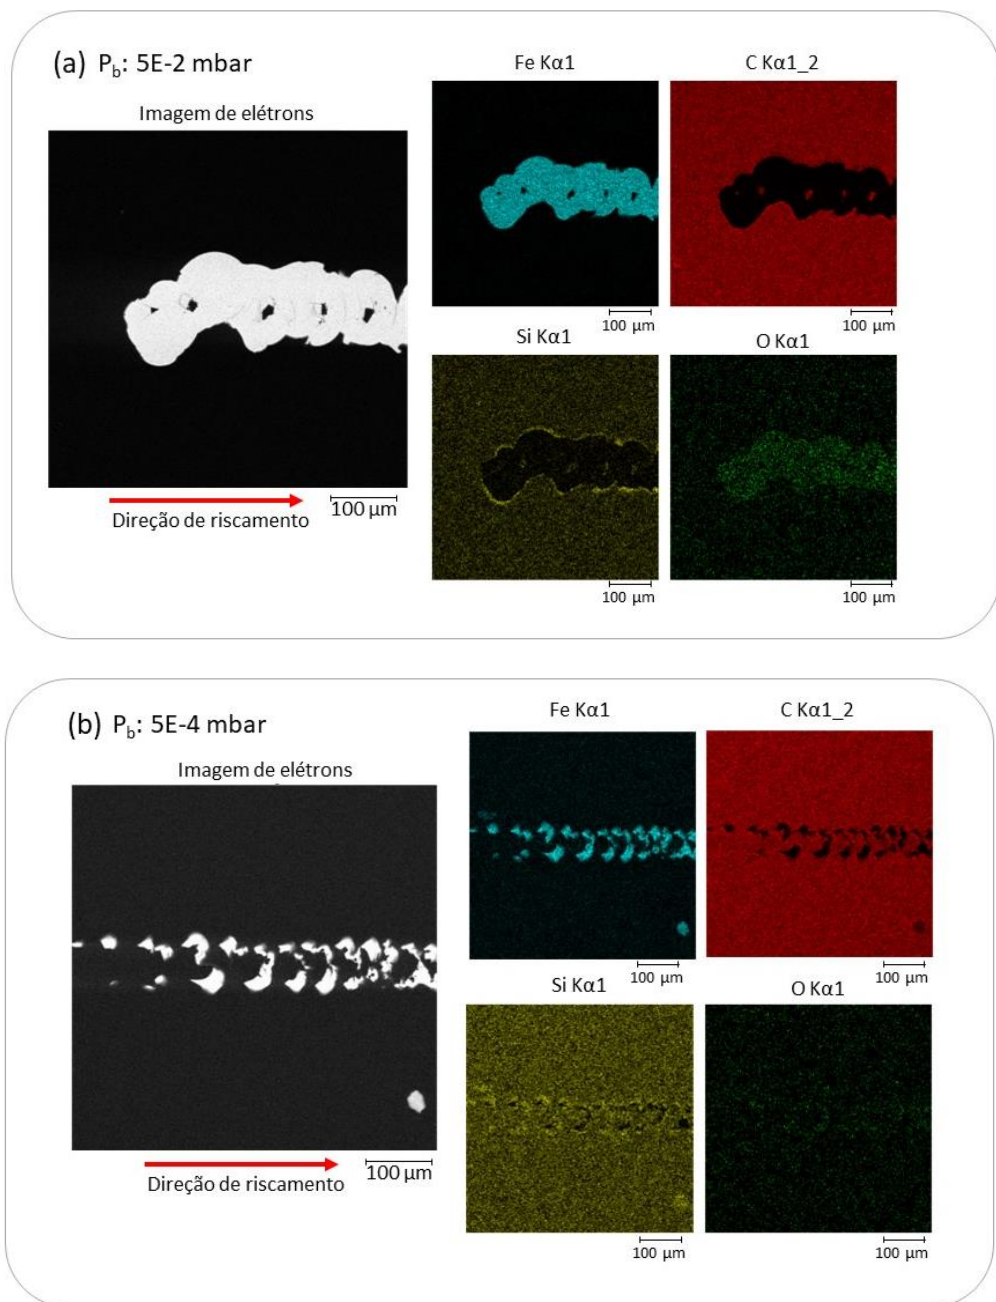 (a) Pb: 5E-2 mbar
Imagem de elétrons
Fe Kα1
C Kα1_2
100 µm
100 µm
Si Kα1
O Kα1
Direção de riscamento
100 µm
100 µm
100 µm
(b) Pb: 5E-4 mbar
Imagem de elétrons
Fe Kα1
C Kα1_2
100 µm
100 µm
Si Kα1
O Kα1
Direção de riscamento
100 µm
100 µm
100 µm